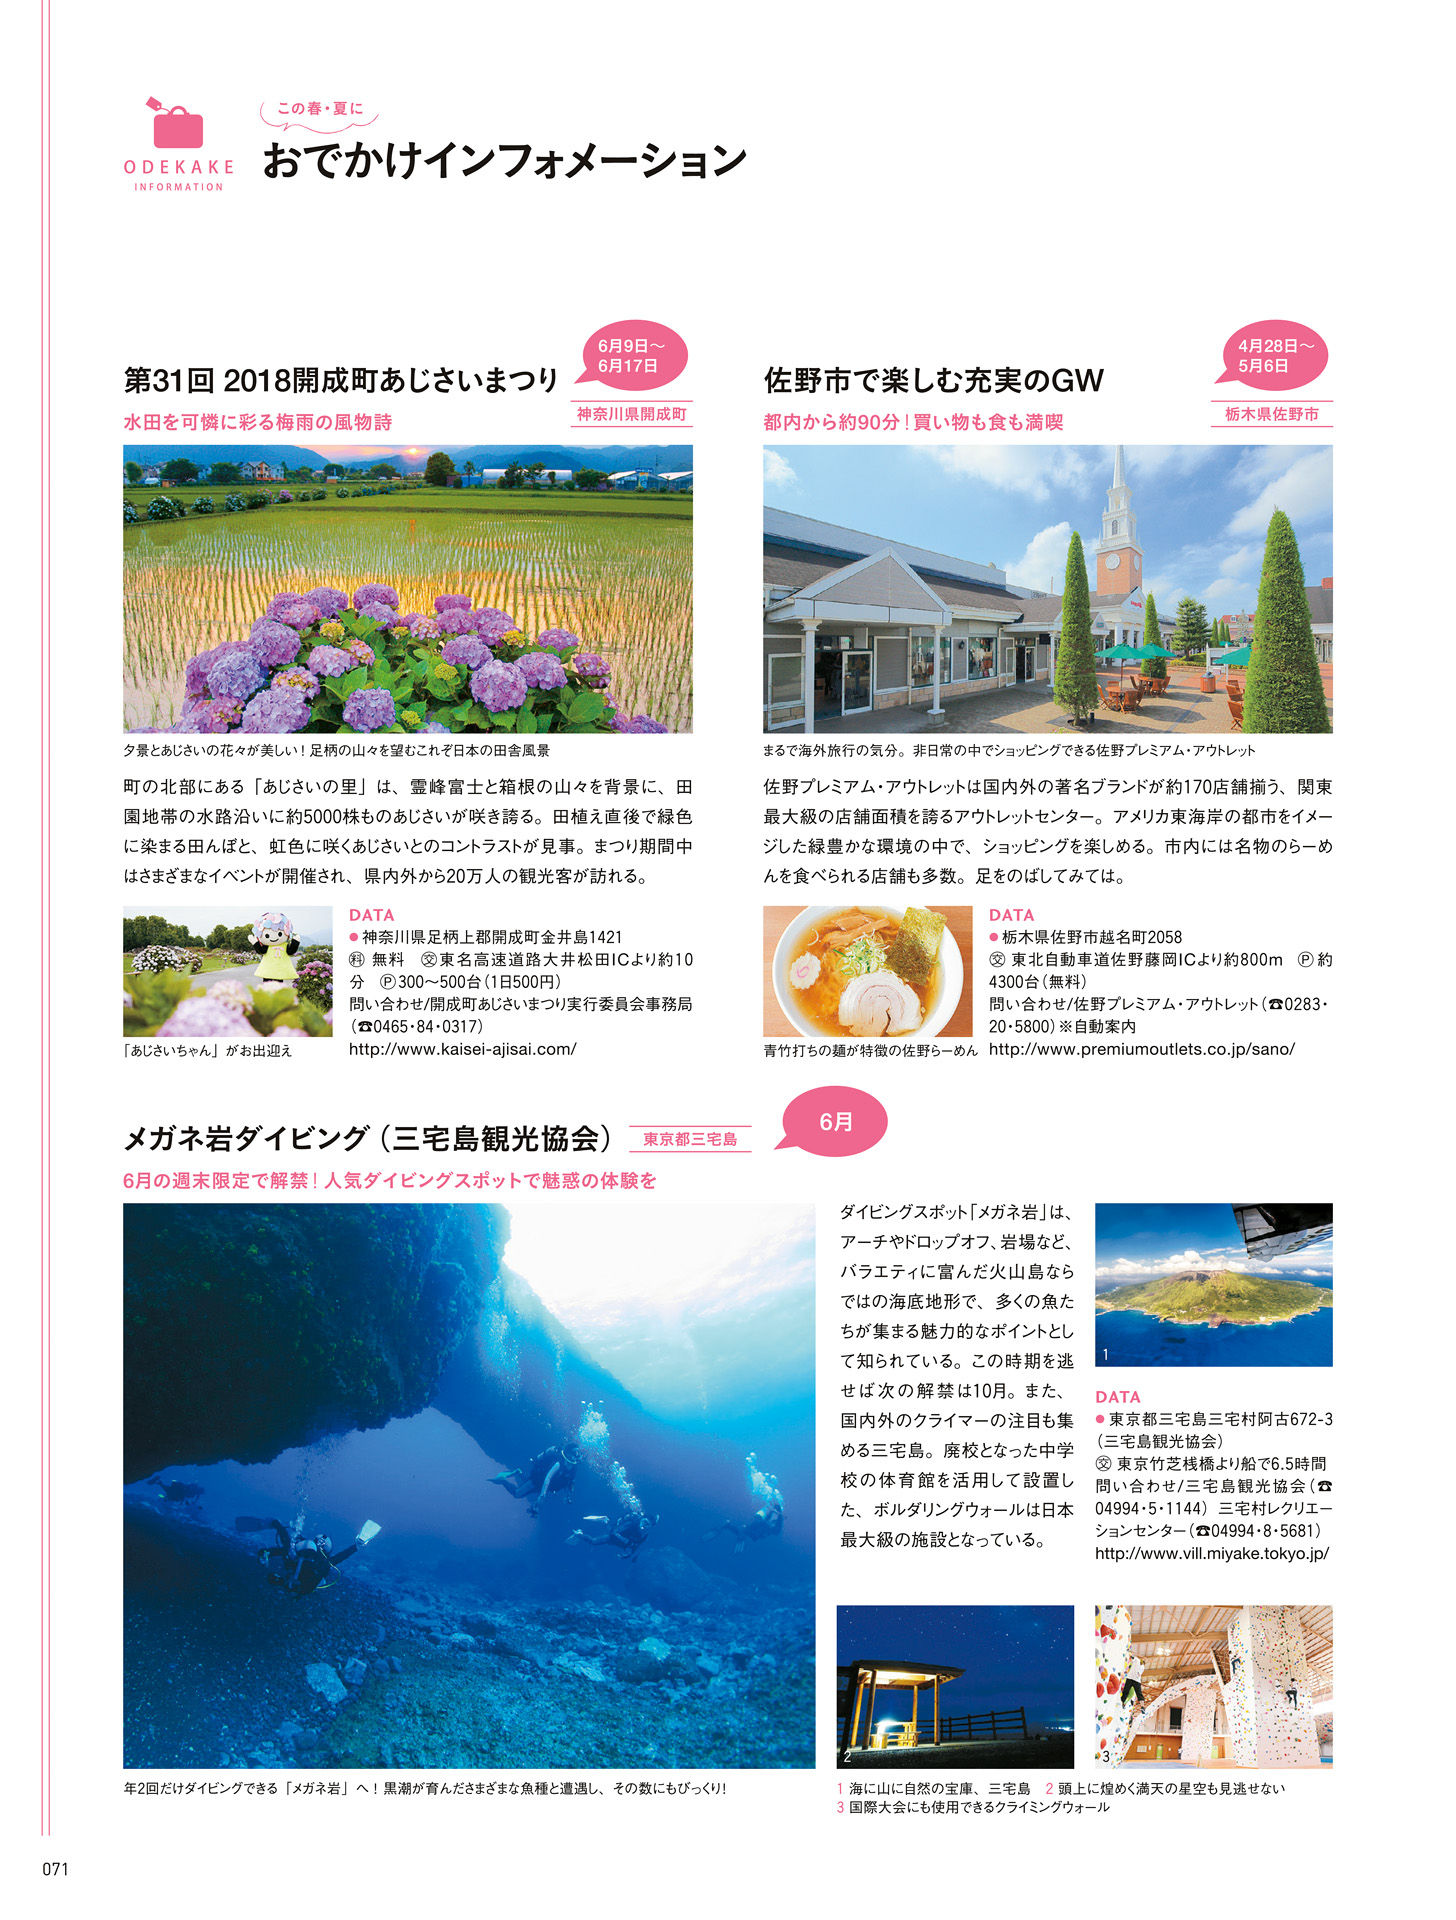 ODEKAKE
INFORMATION
この春・夏に
おでかけインフォメーション
第31回 2018開成町あじさいまつり
6月9日〜
6月17日
神奈川県開成町
水田を可憐に彩る梅雨の風物詩
夕景とあじさいの花々が美しい！足柄の山々を望むこれぞ日本の田舎風景
町の北部にある「あじさいの里」は、霊峰富士と箱根の山々を背景に、田
園地帯の水路沿いに約5000株ものあじさいが咲き誇る。田植え直後で緑色
に染まる田んぼと、虹色に咲くあじさいとのコントラストが見事。まつり期間中
はさまざまなイベントが開催され、県内外から20万人の観光客が訪れる。
「あじさいちゃん」がお出迎え
DATA
●神奈川県足柄上郡開成町金井島1421
㊮ 無料　㊋東名高速道路大井松田ICより約10
分　Ⓟ300〜500台（1日500円）
問い合わせ/開成町あじさいまつり実行委員会事務局
（☎0465・84・0317）
http://www.kaisei-ajisai.com/
佐野市で楽しむ充実のGW
4月28日〜
5月6日
栃木県佐野市
都内から約90分！買い物も食も満喫
まるで海外旅行の気分。非日常の中でショッピングできる佐野プレミアム・アウトレット
佐野プレミアム・アウトレットは国内外の著名ブランドが約170店舗揃う、関東
最大級の店舗面積を誇るアウトレットセンター。アメリカ東海岸の都市をイメー
ジした緑豊かな環境の中で、ショッピングを楽しめる。市内には名物のらーめ
んを食べられる店舗も多数。足をのばしてみては。
青竹打ちの麺が特徴の佐野らーめん
DATA
●栃木県佐野市越名町2058
交 東北自動車道佐野藤岡ICより約800m　Ⓟ約
4300台（無料）
問い合わせ/佐野プレミアム・アウトレット（☎0283・
20・5800）※自動案内
http://www.premiumoutlets.co.jp/sano/
メガネ岩ダイビング（三宅島観光協会）
東京都三宅島
6月
6月の週末限定で解禁！人気ダイビングスポットで魅惑の体験を
年2回だけダイビングできる「メガネ岩」へ！黒潮が育んださまざまな魚種と遭遇し、その数にもびっくり!
ダイビングスポット「メガネ岩」は、
アーチやドロップオフ、岩場など、
バラエティに富んだ火山島なら
ではの海底地形で、多くの魚た
ちが集まる魅力的なポイントとし
て知られている。この時期を逃
せば次の解禁は10月。また、
国内外のクライマーの注目も集
める三宅島。廃校となった中学
校の体育館を活用して設置し
た、ボルダリングウォールは日本
最大級の施設となっている。
1
DATA
●東京都三宅島三宅村阿古672-3
（三宅島観光協会）
交 東京竹芝桟橋より船で6.5時間
問い合わせ/三宅島観光協会（☎
04994・5・1144）三宅村レクリエー
ションセンター（☎04994・8・5681）
http://www.vill.miyake.tokyo.jp/
2
3
1 海に山に自然の宝庫、三宅島　2 頭上に煌めく満天の星空も見逃せない
3 国際大会にも使用できるクライミングウォール
071